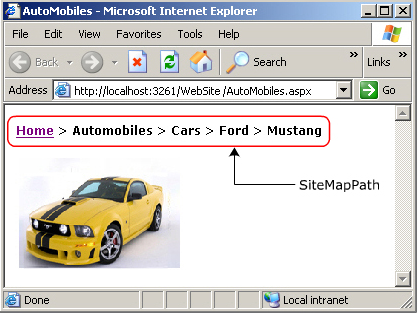 AutoMobiles - Microsoft Internet Explorer
File Edit View Favorites Tools Help
Back Search » Links »
Address http://localhost:3261/WebSite/AutoMobiles.aspx Go
Home > Automobiles > Cars > Ford > Mustang
SiteMapPath
Done Local intranet